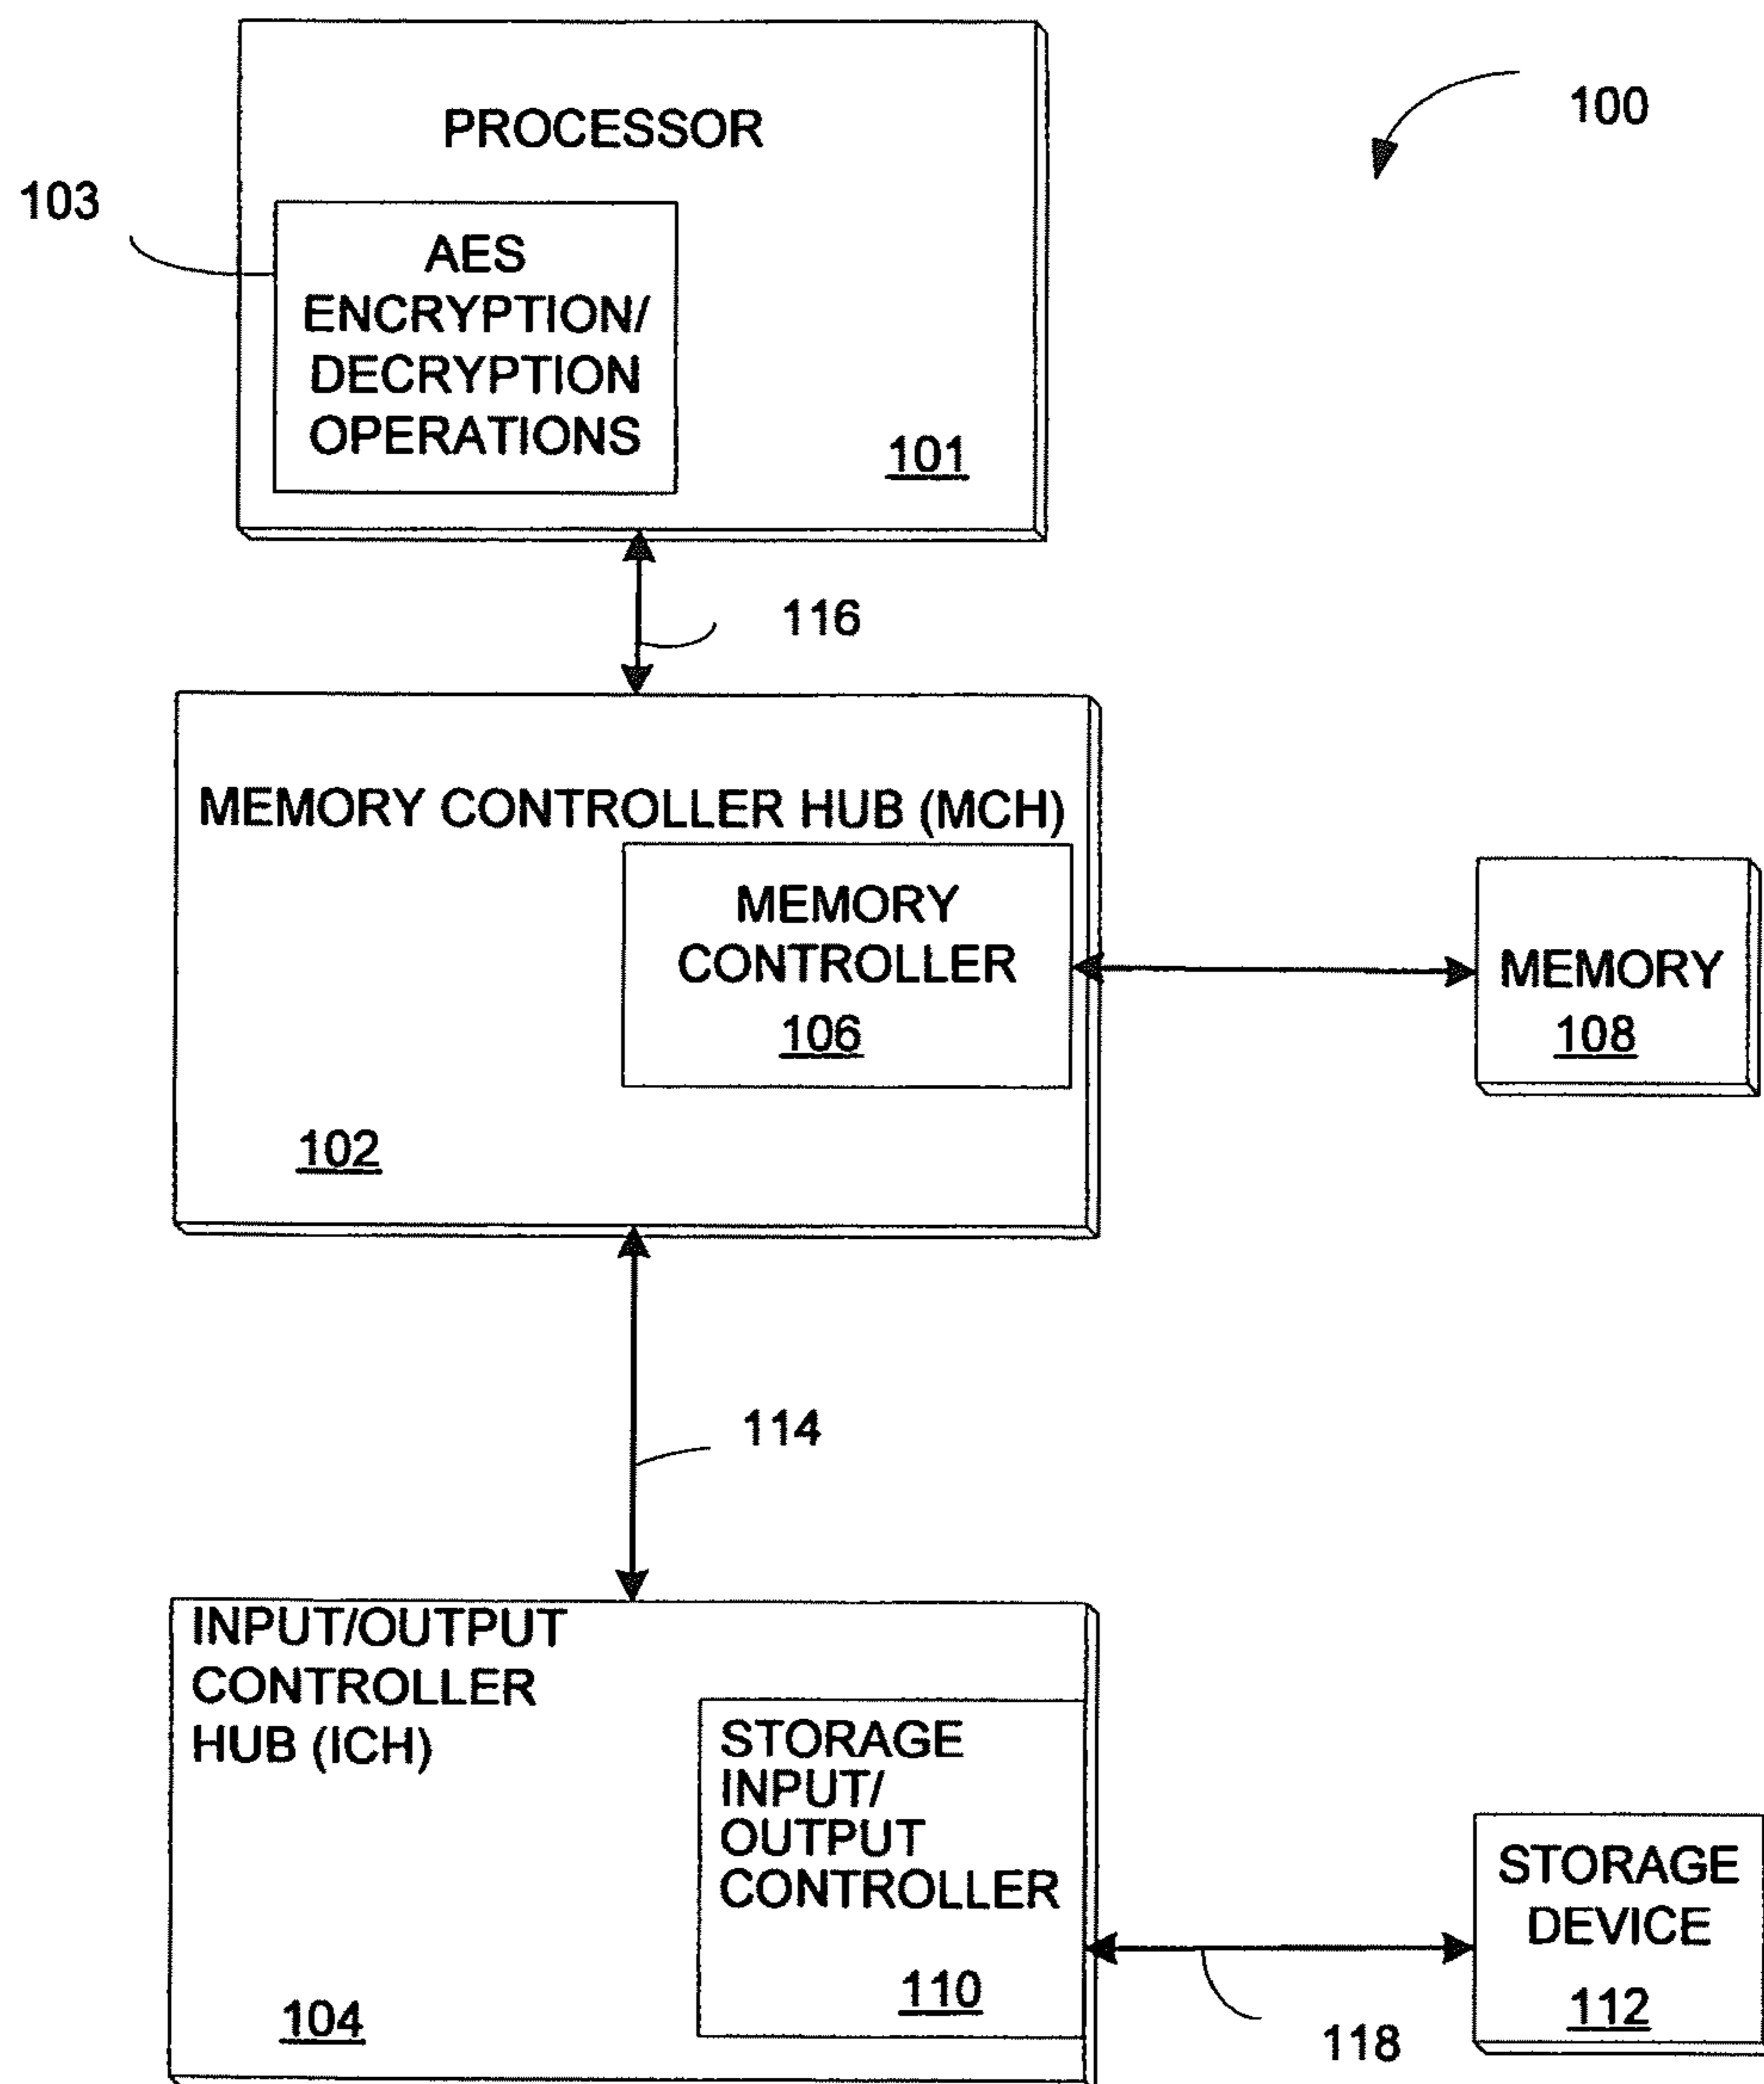 PROCESSOR
100
103
AES
ENCRYPTION/
DECRYPTION
OPERATIONS
101
116
MEMORY CONTROLLER HUB (MCH)
MEMORY
CONTROLLER
106
MEMORY
108
102
114
INPUT/OUTPUT
CONTROLLER
HUB (ICH)
STORAGE
INPUT/
OUTPUT
CONTROLLER
110
STORAGE
DEVICE
112
104
118